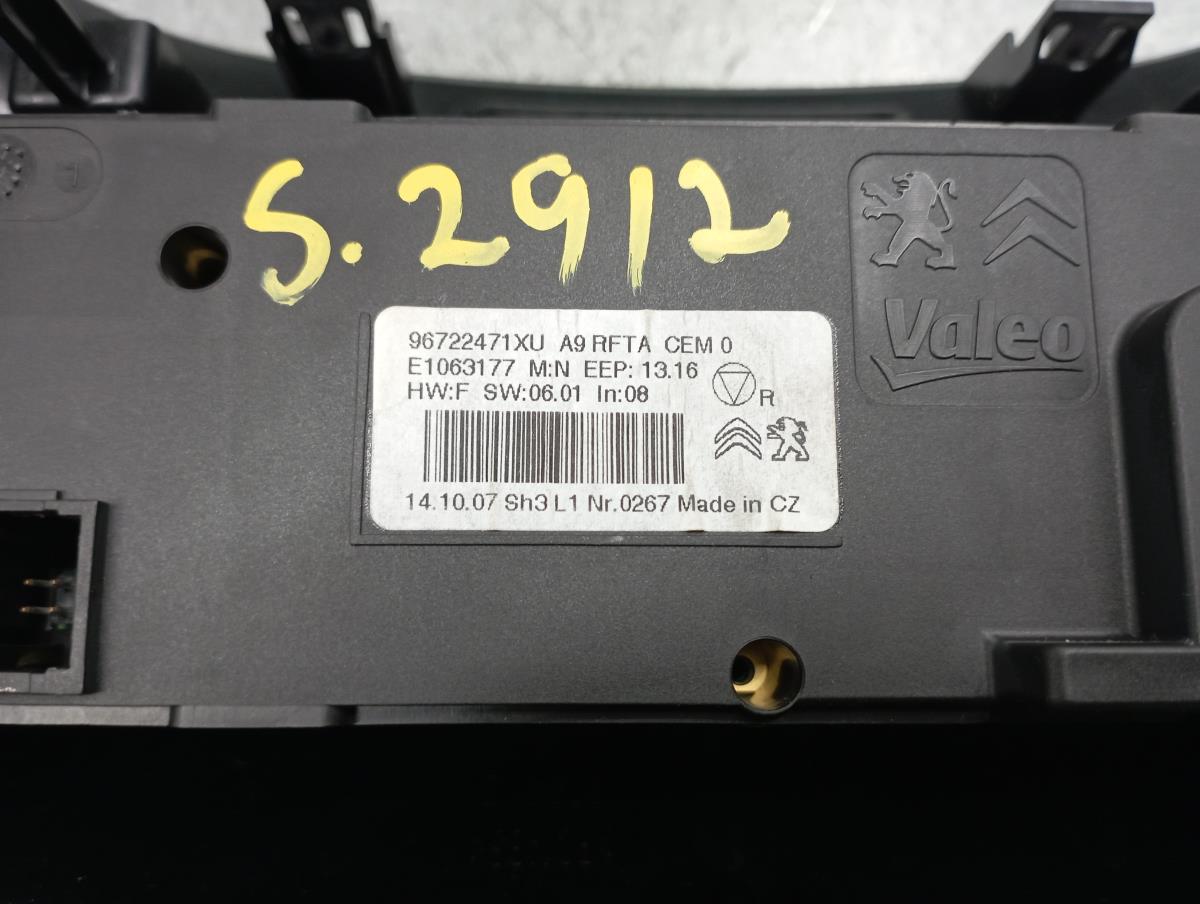 S.2912
Valeo
96722471XU A9 RFTA CEM 0
E1063177 M:N EEP: 13.16
HW:F SW:06.01 In:08
R
14.10.07 Sh3 L1 Nr.0267 Made in CZ